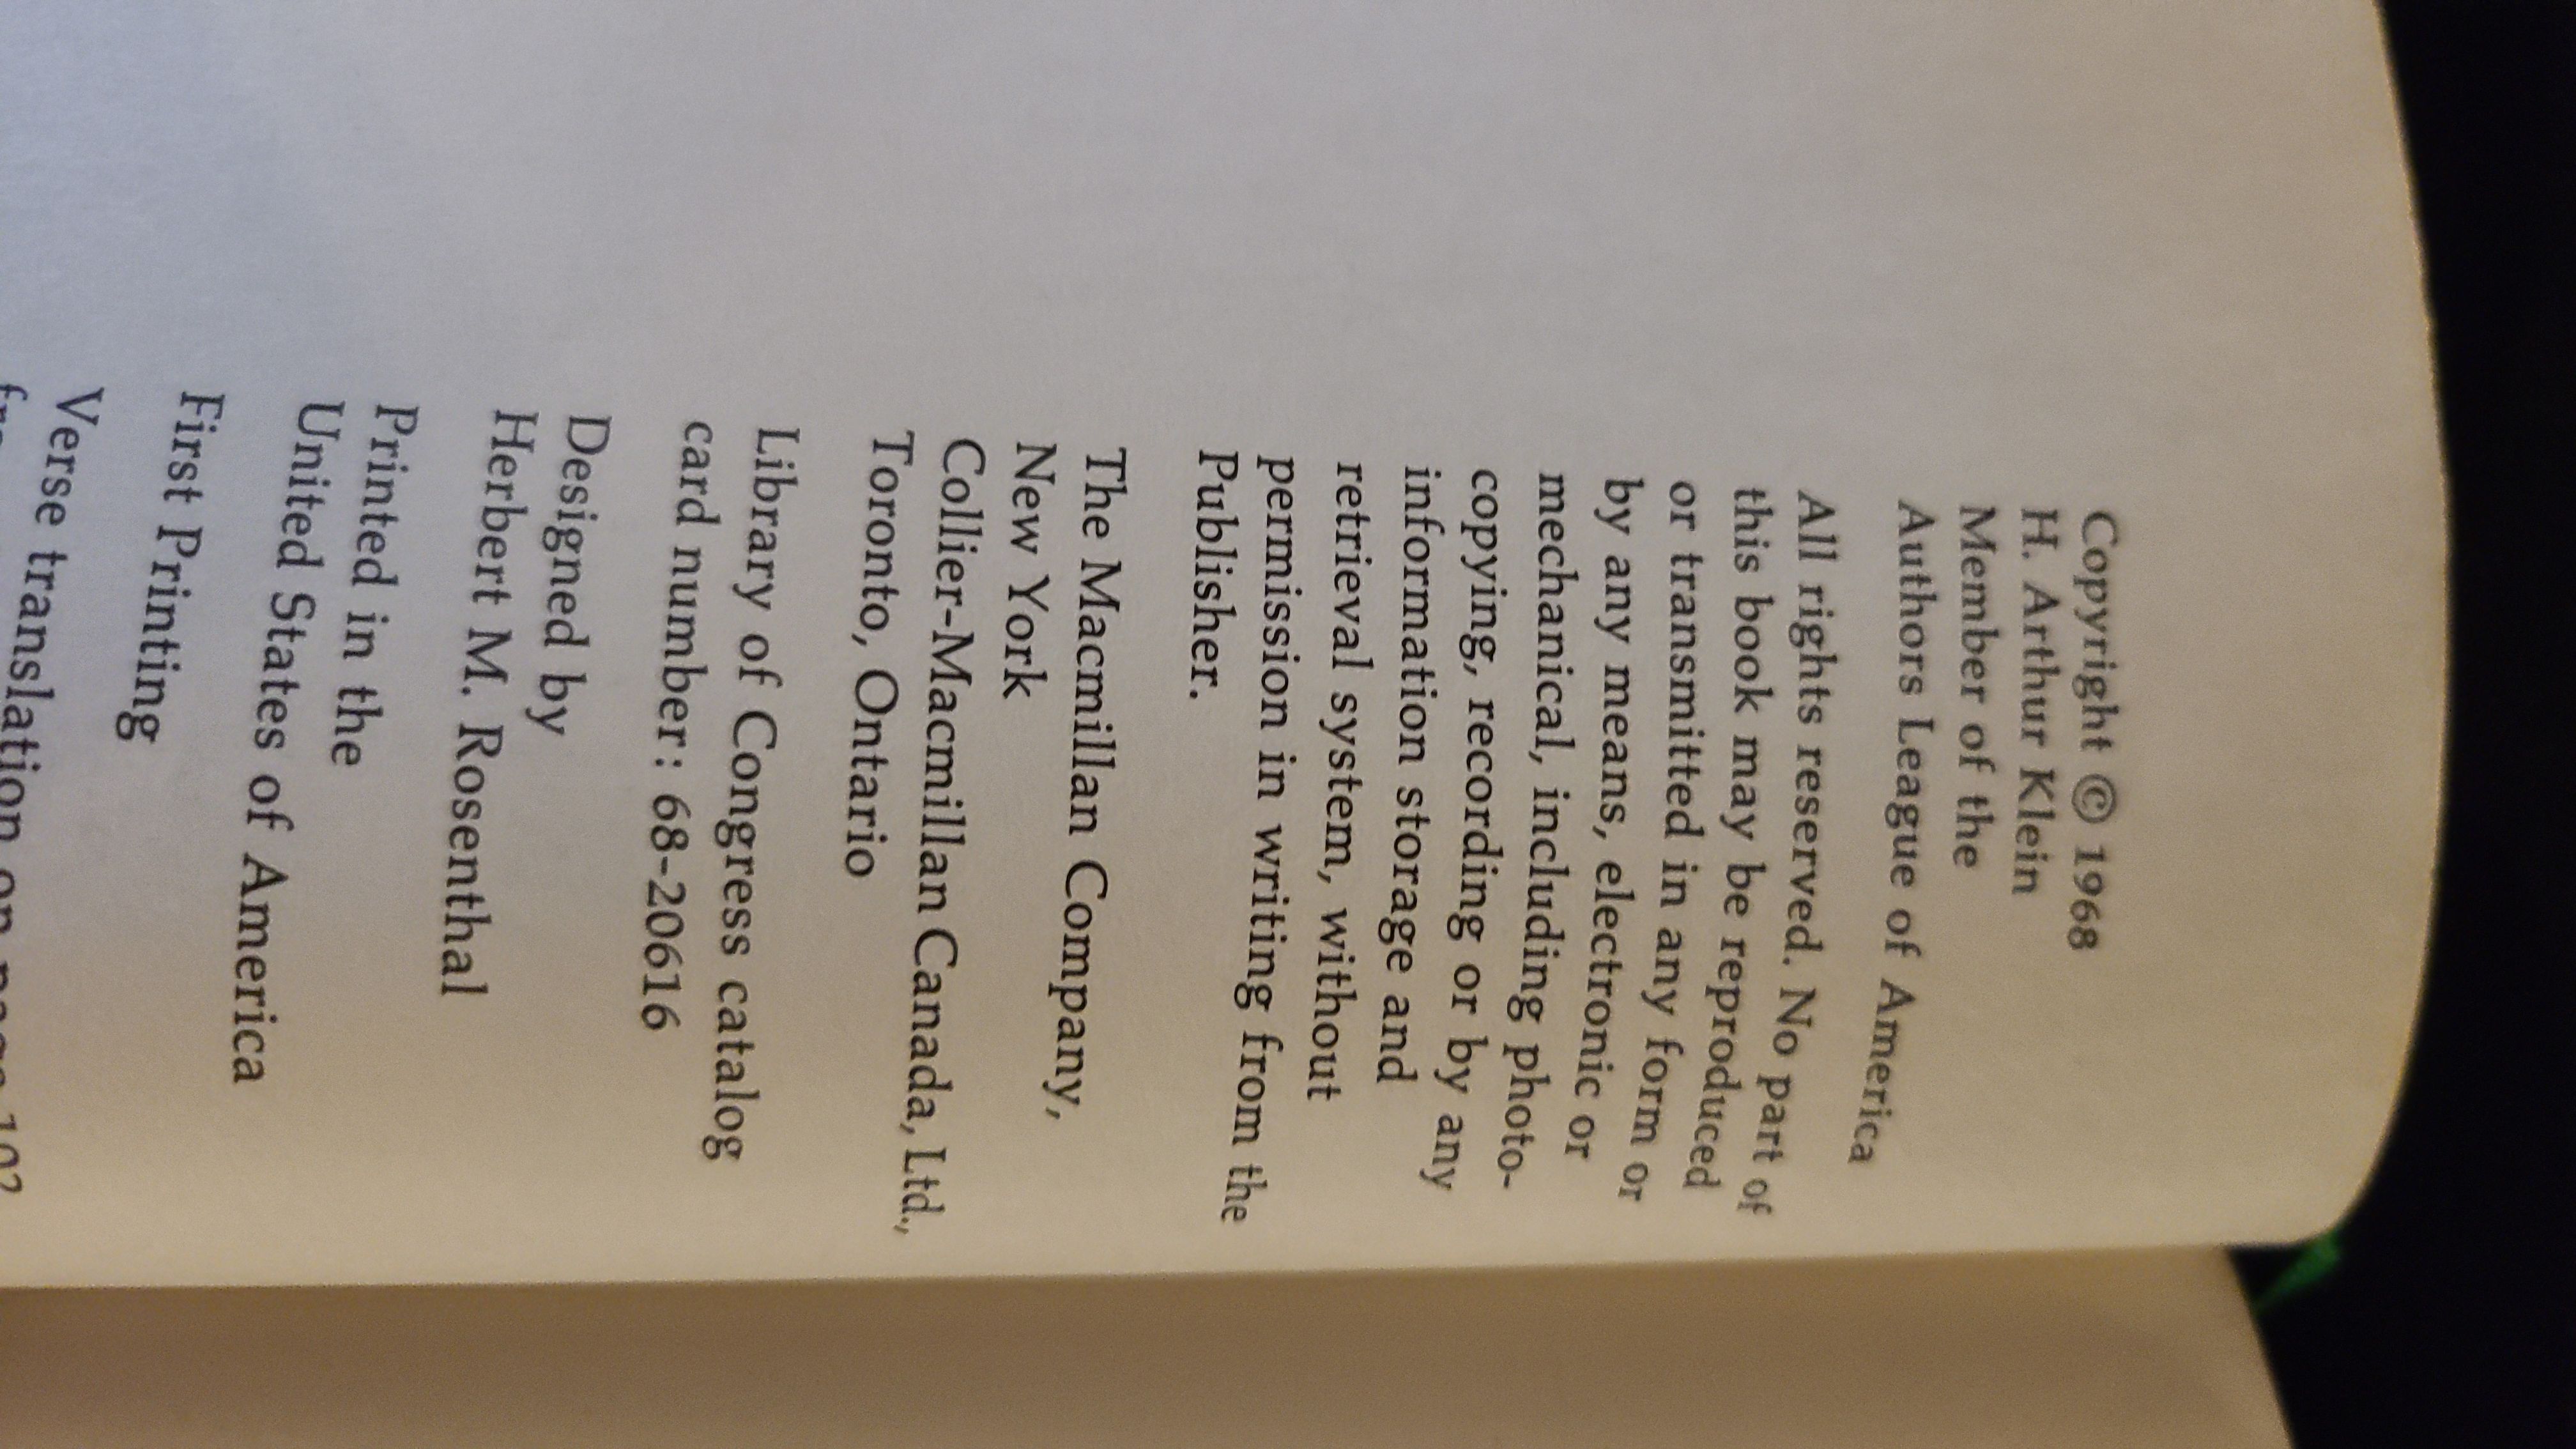 Copyright © 1968
H. Arthur Klein
Member of the
Authors League of America
All rights reserved. No part of
this book may be reproduced
or transmitted in any form or
by any means, electronic or
mechanical, including photo-
copying, recording or by any
information storage and
retrieval system, without
permission in writing from the
Publisher.
The Macmillan Company,
New York
Collier-Macmillan Canada, Ltd.,
Toronto, Ontario
Library of Congress catalog
card number: 68-20616
Designed by
Herbert M. Rosenthal
Printed in the
United States of America
First Printing
Verse translation on page 102